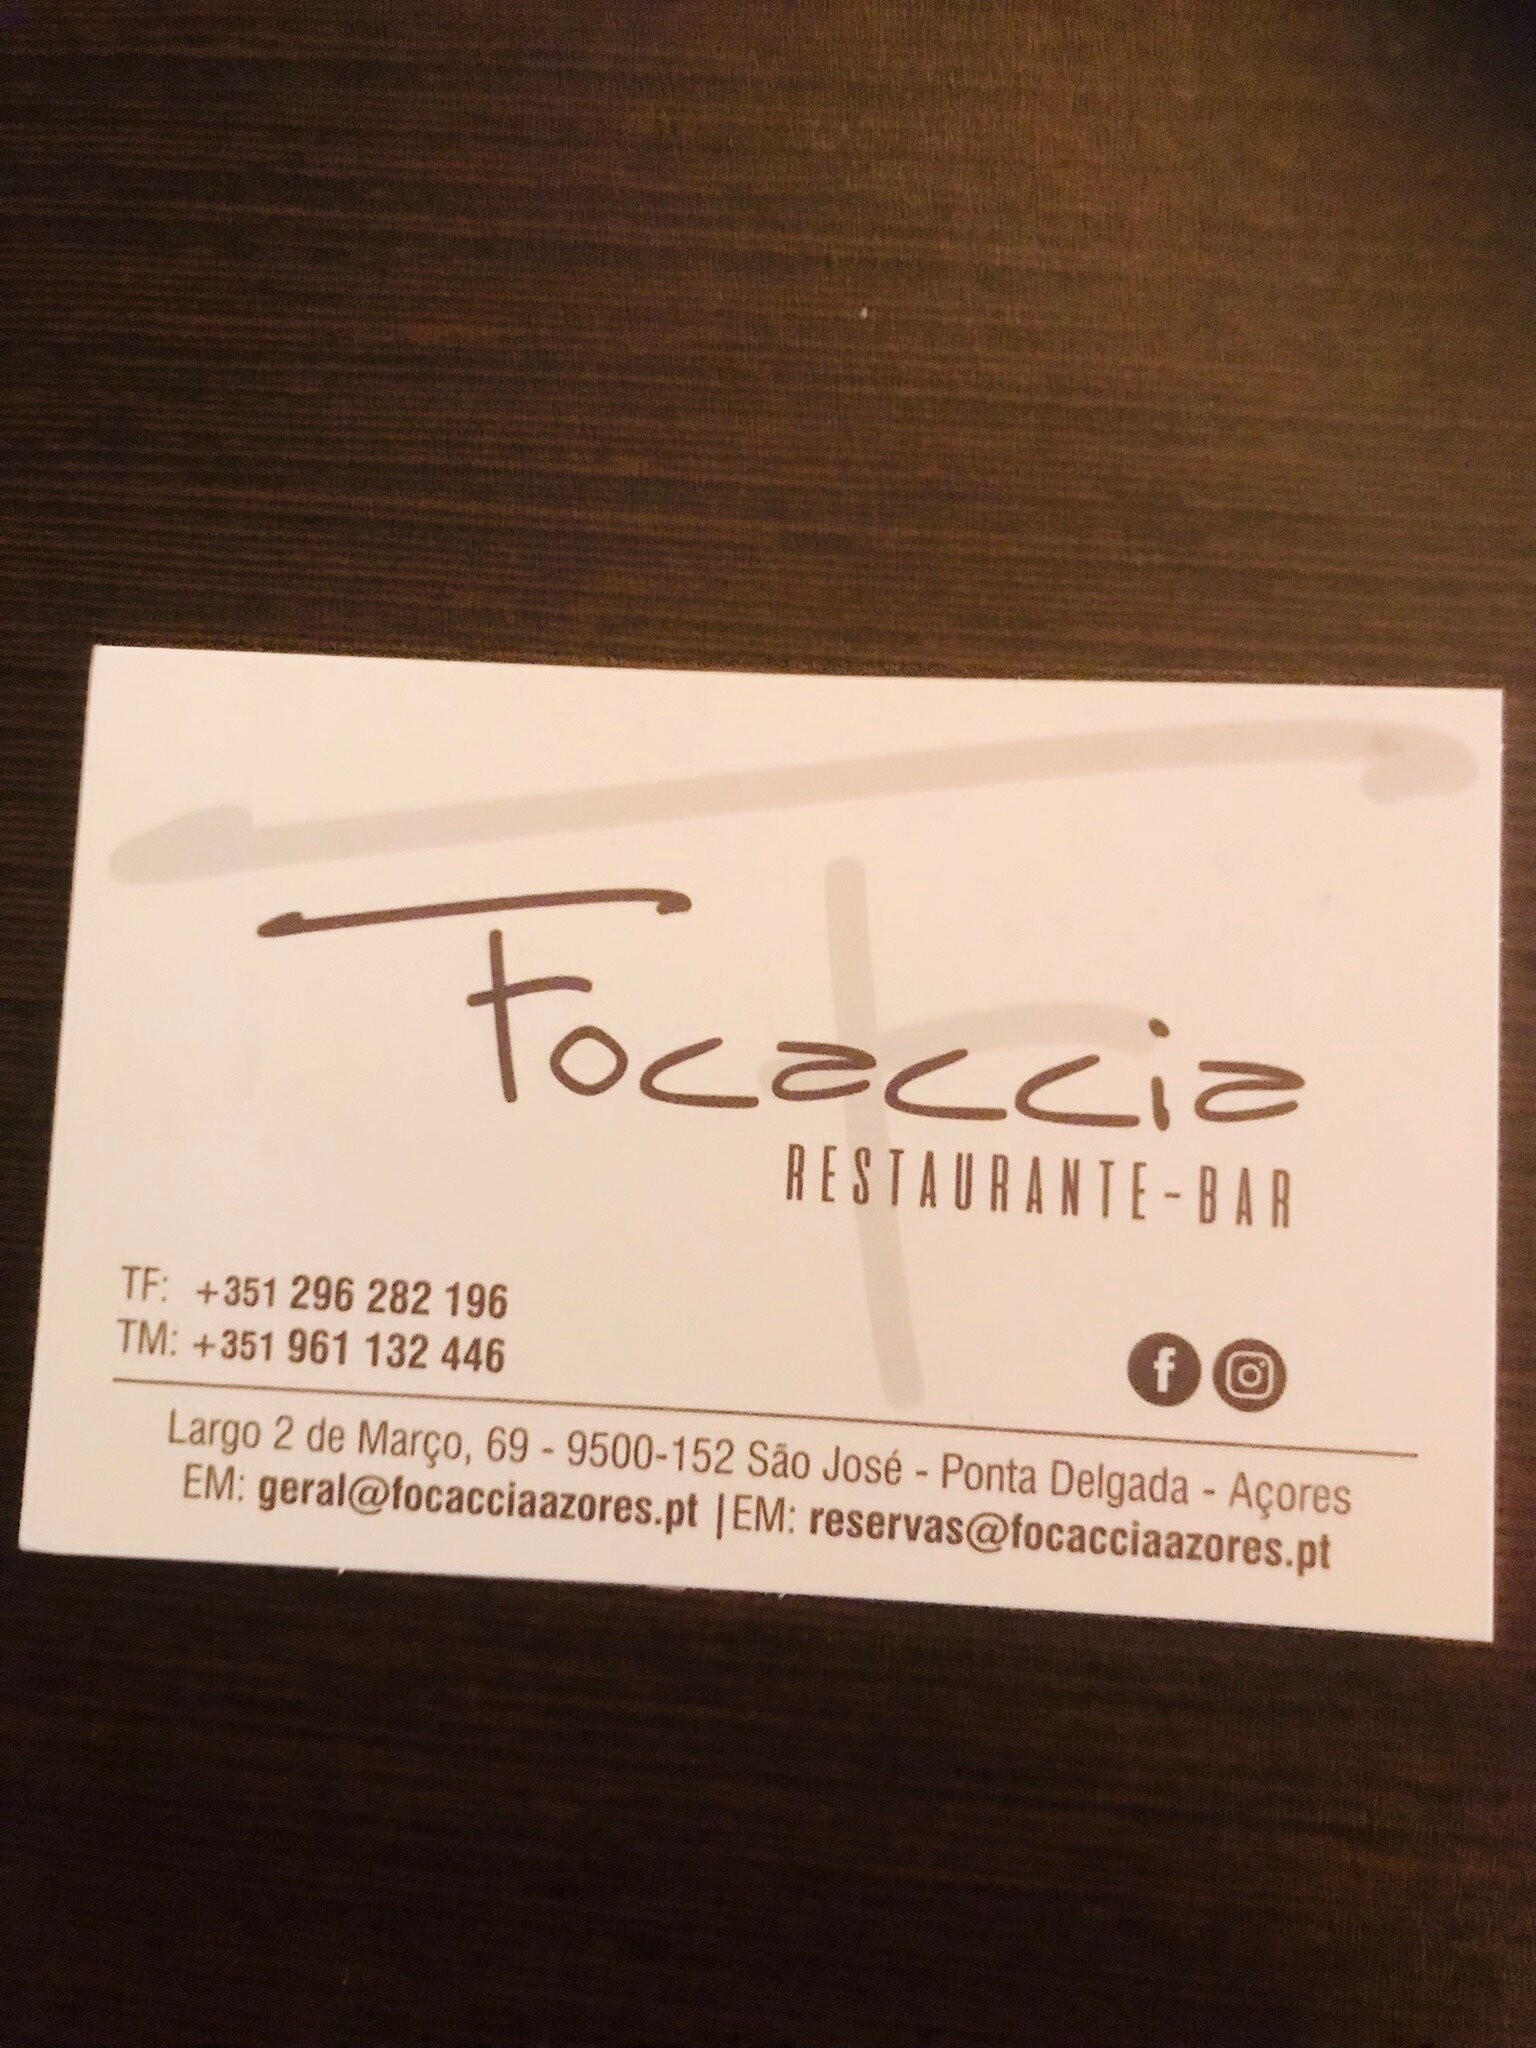 Focaccia
RESTAURANTE-BAR
TF: +351 296 282 196
TM: +351 961 132 446
Largo 2 de Março, 69 - 9500-152 São José - Ponta Delgada - Açores
EM: geral@focacciaazores.pt | EM: reservas@focacciaazores.pt